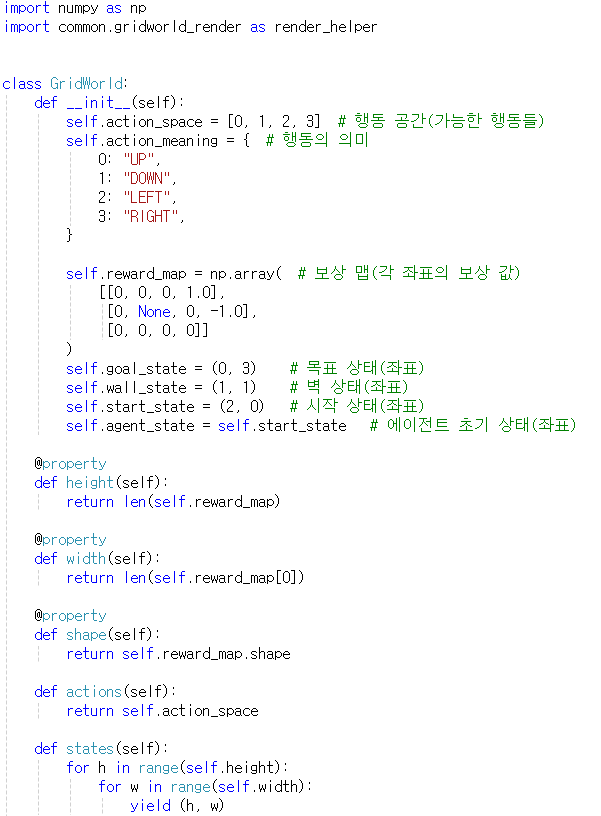 import numpy as np
import common.gridworld_render as render_helper


class GridWorld:
    def __init__(self):
        self.action_space = [0, 1, 2, 3]  # 행동 공간(가능한 행동들)
        self.action_meaning = {  # 행동의 의미
            0: "UP",
            1: "DOWN",
            2: "LEFT",
            3: "RIGHT",
        }

        self.reward_map = np.array(  # 보상 맵(각 좌표의 보상 값)
            [[0, 0, 0, 1.0],
             [0, None, 0, -1.0],
             [0, 0, 0, 0]]
        )
        self.goal_state = (0, 3)    # 목표 상태(좌표)
        self.wall_state = (1, 1)    # 벽 상태(좌표)
        self.start_state = (2, 0)   # 시작 상태(좌표)
        self.agent_state = self.start_state   # 에이전트 초기 상태(좌표)

    @property
    def height(self):
        return len(self.reward_map)

    @property
    def width(self):
        return len(self.reward_map[0])

    @property
    def shape(self):
        return self.reward_map.shape

    def actions(self):
        return self.action_space

    def states(self):
        for h in range(self.height):
            for w in range(self.width):
                yield (h, w)